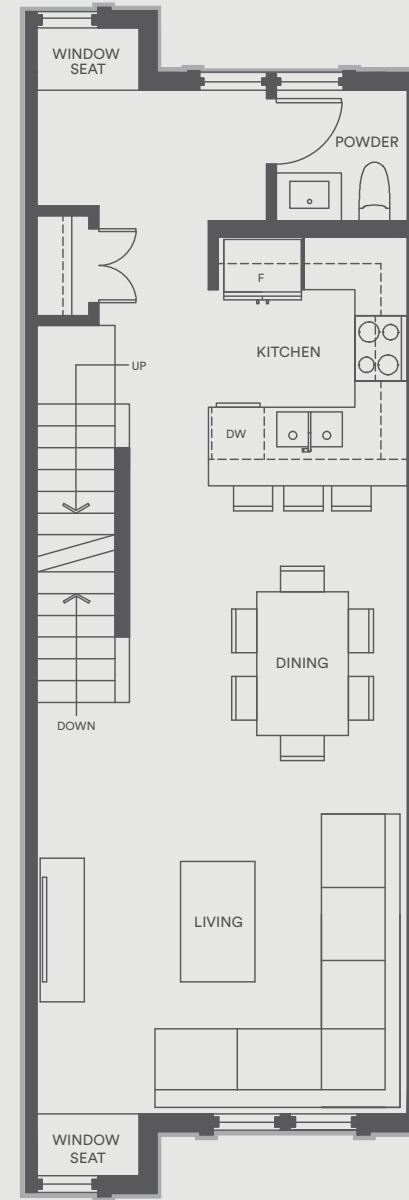 WINDOW
SEAT
POWDER
F
KITCHEN
UP
DW
DINING
DOWN
LIVING
WINDOW
SEAT